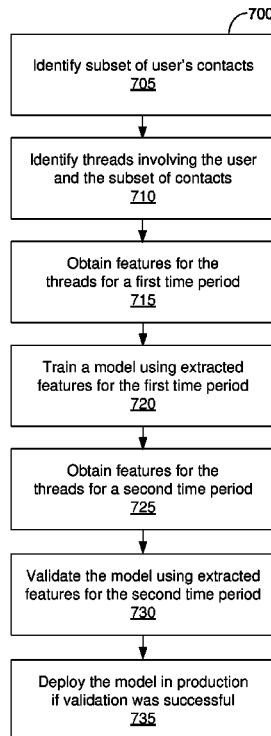 700
Identify subset of user's contacts
705
Identify threads involving the user
and the subset of contacts
710
Obtain features for the
threads for a first time period
715
Train a model using extracted
features for the first time period
720
Obtain features for the
threads for a second time period
725
Validate the model using extracted
features for the second time period
730
Deploy the model in production
if validation was successful
735